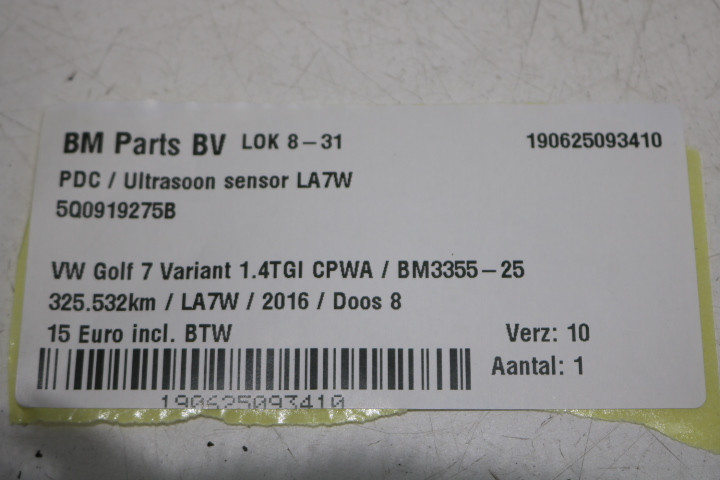 BM Parts BV LOK 8-31 190625093410
PDC / Ultrasoon sensor LA7W
5Q0919275B
VW Golf 7 Variant 1.4TGI CPWA / BM3355-25
325.532km / LA7W / 2016 / Doos 8
15 Euro incl. BTW Verz: 10
Aantal: 1
190625093410